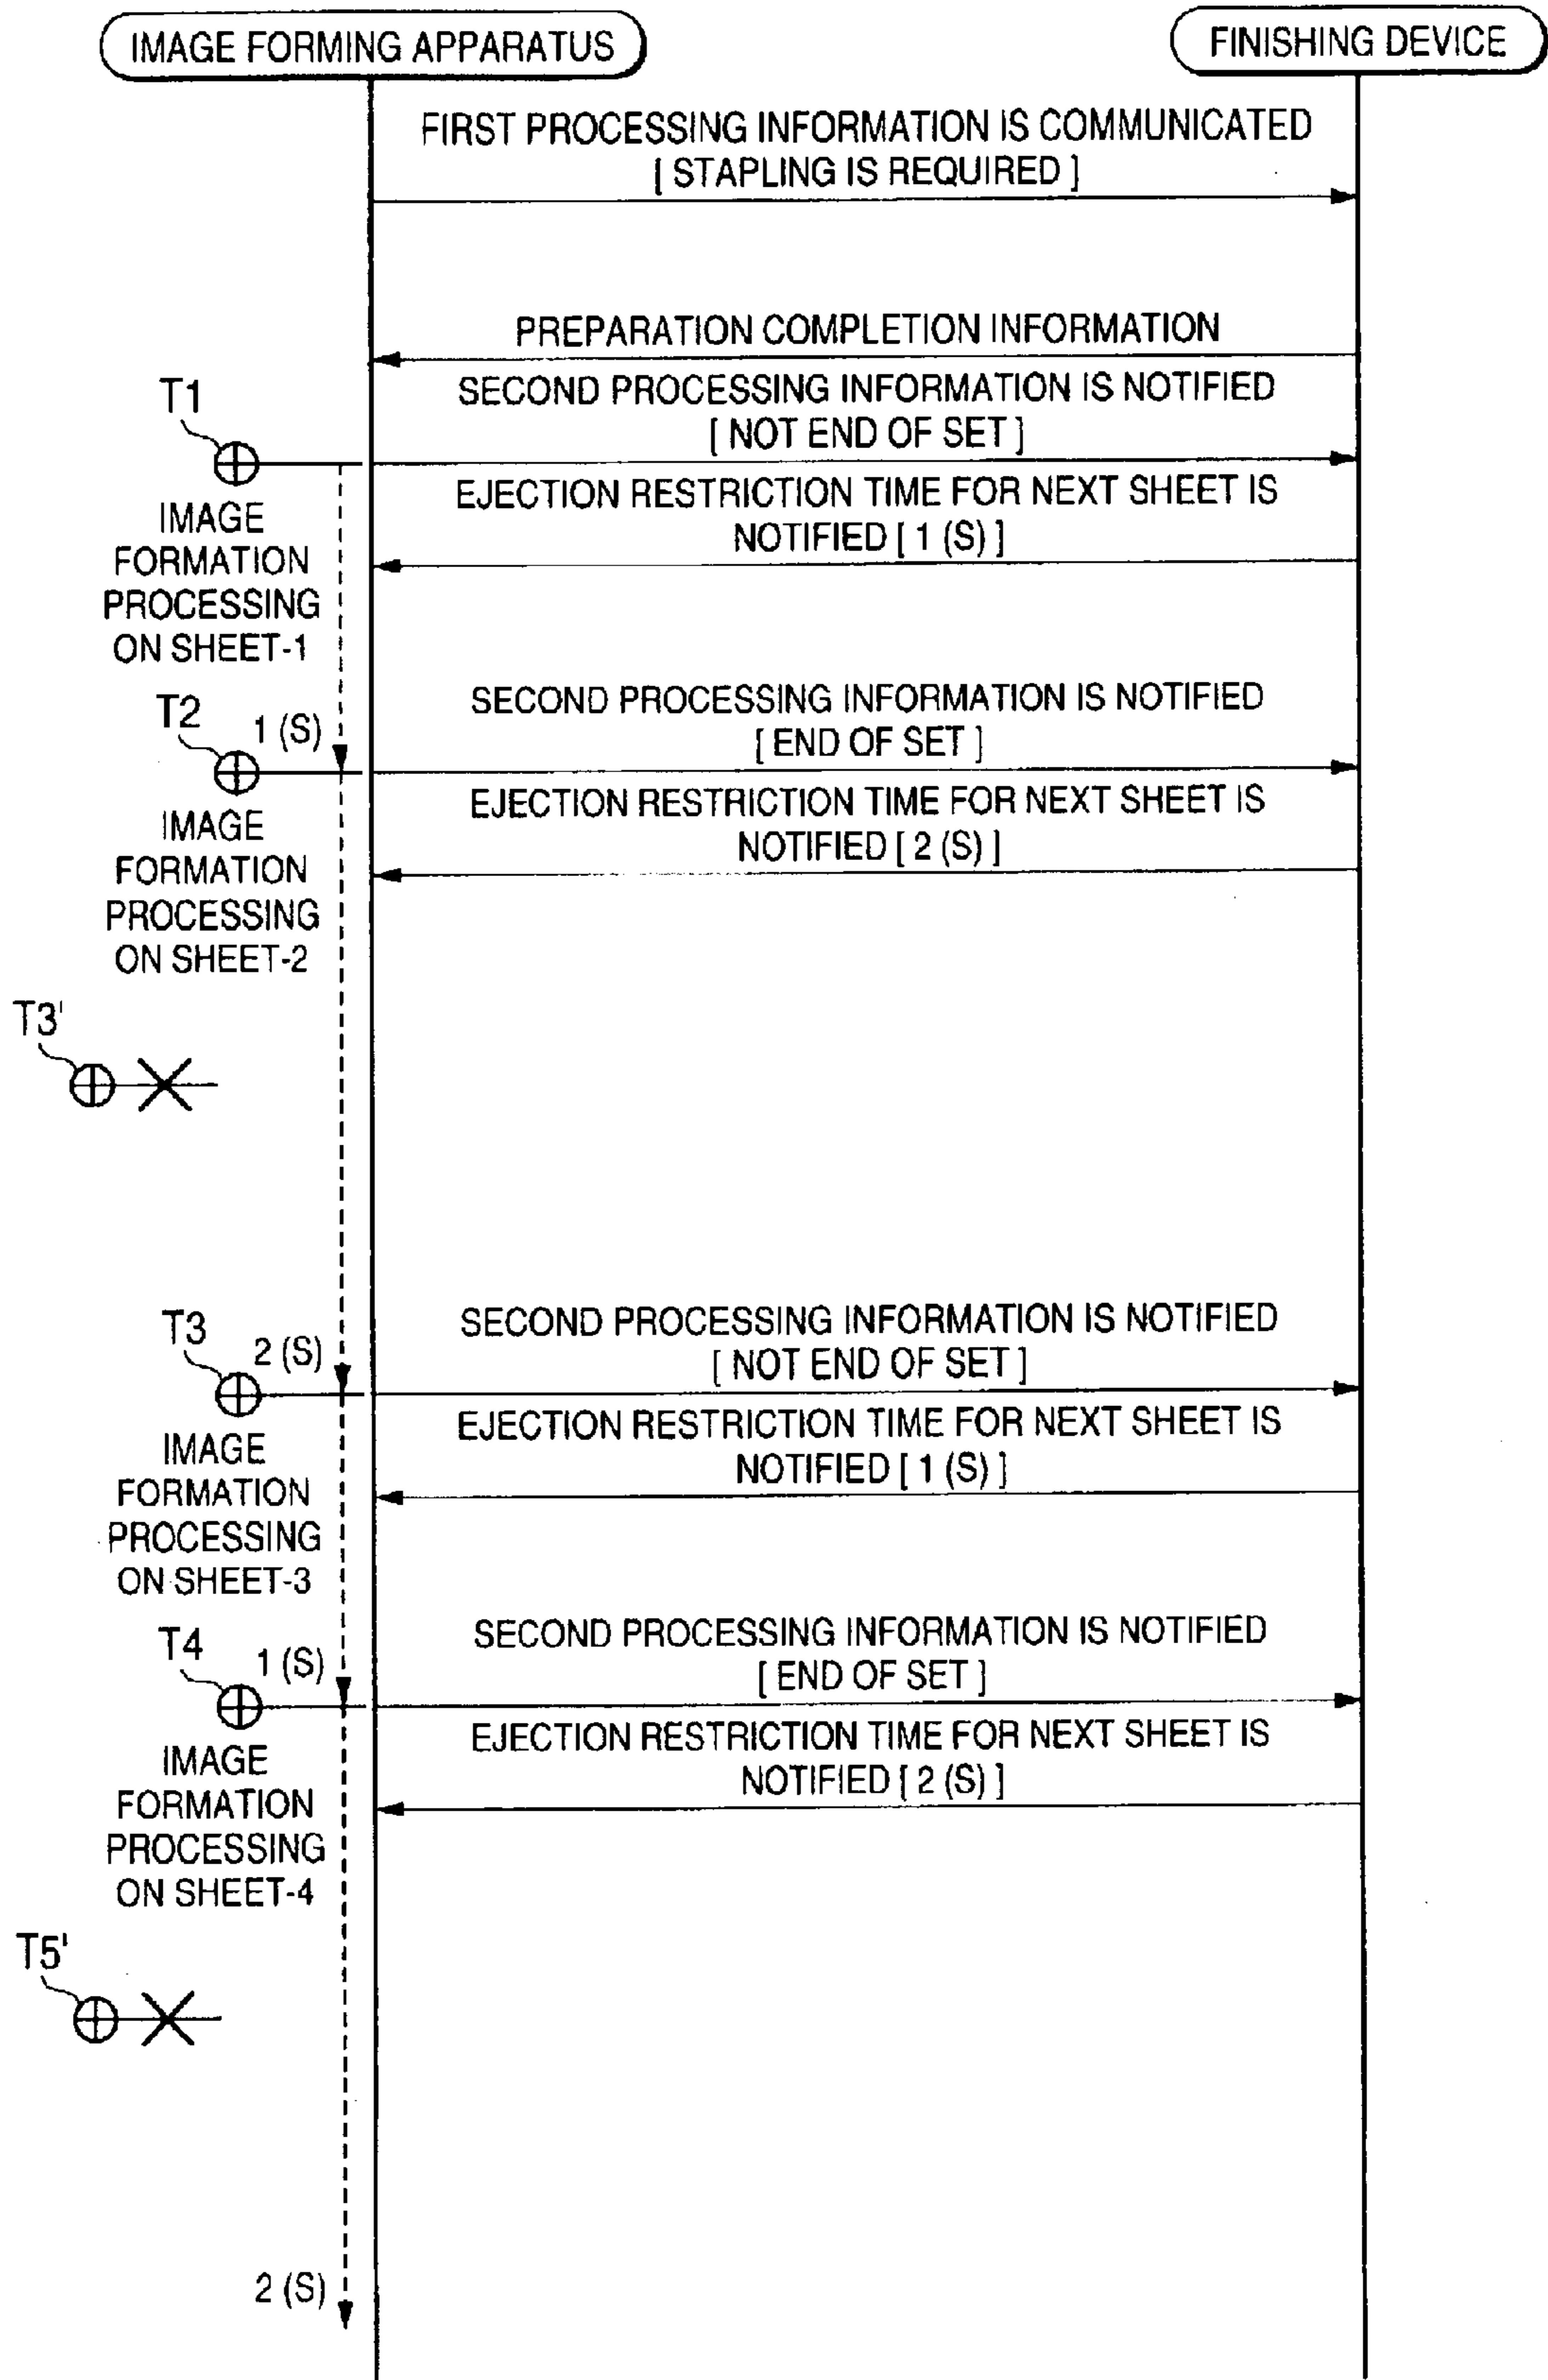 IMAGE FORMING APPARATUS
FINISHING DEVICE
FIRST PROCESSING INFORMATION IS COMMUNICATED
[ STAPLING IS REQUIRED ]
PREPARATION COMPLETION INFORMATION
T1
SECOND PROCESSING INFORMATION IS NOTIFIED
[ NOT END OF SET ]
EJECTION RESTRICTION TIME FOR NEXT SHEET IS
NOTIFIED [ 1 (S) ]
IMAGE
FORMATION
PROCESSING
ON SHEET-1
T2
1 (S)
SECOND PROCESSING INFORMATION IS NOTIFIED
[ END OF SET ]
EJECTION RESTRICTION TIME FOR NEXT SHEET IS
NOTIFIED [ 2 (S) ]
IMAGE
FORMATION
PROCESSING
ON SHEET-2
T3'
T3
2 (S)
SECOND PROCESSING INFORMATION IS NOTIFIED
[ NOT END OF SET ]
EJECTION RESTRICTION TIME FOR NEXT SHEET IS
NOTIFIED [ 1 (S) ]
IMAGE
FORMATION
PROCESSING
ON SHEET-3
T4
1 (S)
SECOND PROCESSING INFORMATION IS NOTIFIED
[ END OF SET ]
EJECTION RESTRICTION TIME FOR NEXT SHEET IS
NOTIFIED [ 2 (S) ]
IMAGE
FORMATION
PROCESSING
ON SHEET-4
T5'
2 (S)